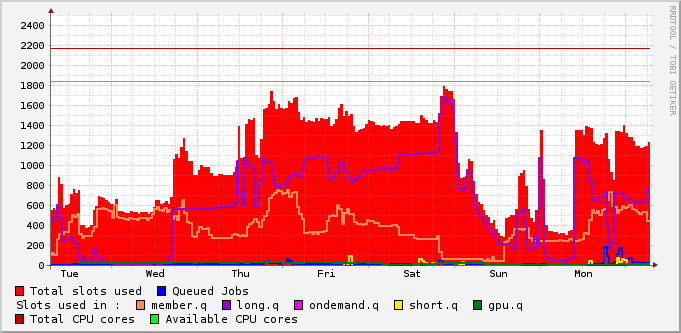 RRDTOOL / TOBI OETIKER
2400
2200
2000
1800
1600
1400
1200
1000
800
600
400
200
0
Tue Wed Thu Fri Sat Sun Mon
Total slots used Queued Jobs
Slots used in : member.q long.q ondemand.q short.q gpu.q
Total CPU cores Available CPU cores